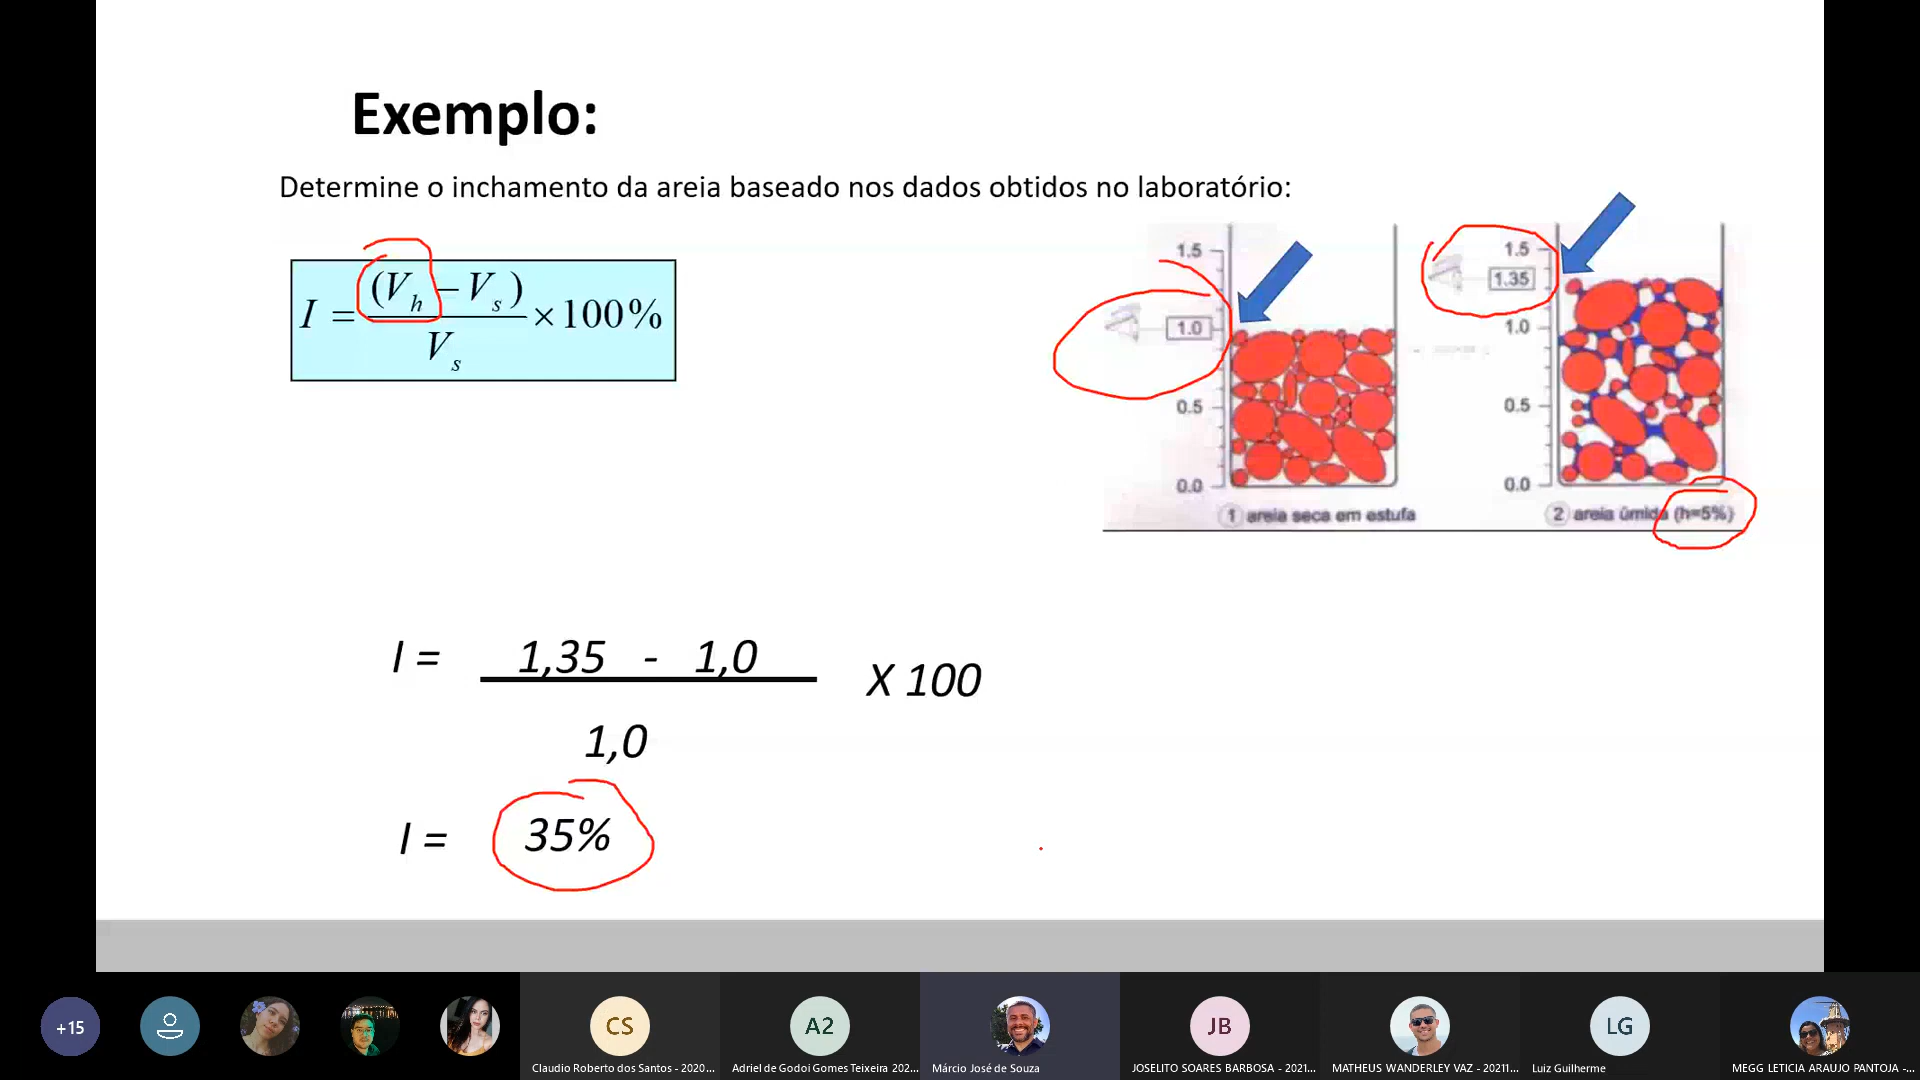 Exemplo:
Determine o inchamento da areia baseado nos dados obtidos no laboratório:
I = (Vh – Vs) / Vs ×100%
1.5
1.0
0.5
0.0
1 areia seca em estufa
1.5
1.35
1.0
0.5
0.0
2 areia úmida (h=5%)
I = 1,35 - 1,0 X 100
1,0
I = 35%
+15
CS
Claudio Roberto dos Santos - 2020...
A2
Adriel de Godoi Gomes Teixeira 202...
Márcio José de Souza
JB
JOSELITO SOARES BARBOSA - 2021...
MATHEUS WANDERLEY VAZ - 20211...
LG
Luiz Guilherme
MEGG LETICIA ARAUJO PANTOJA -...